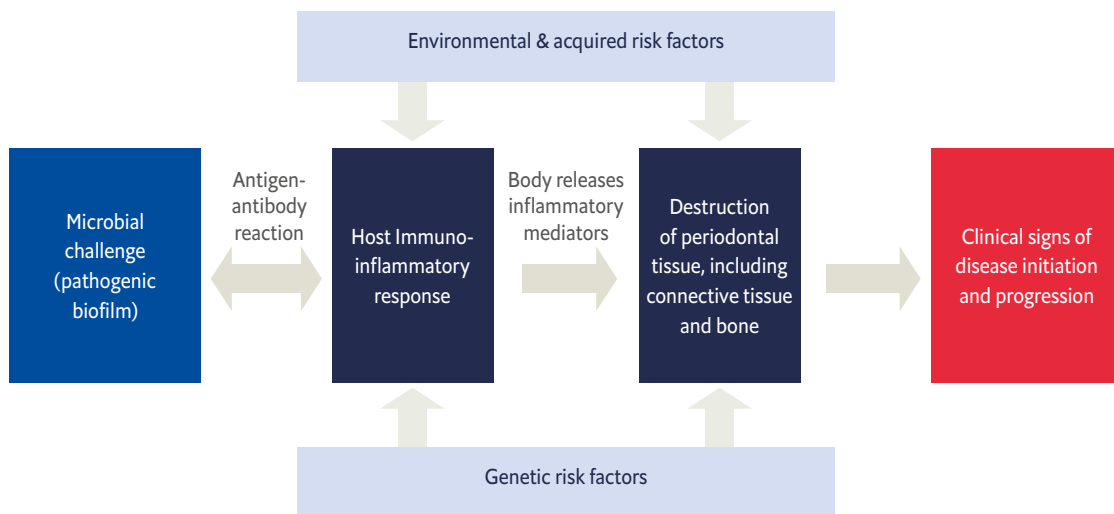 Environmental & acquired risk factors
Microbial
challenge
(pathogenic
biofilm)
Antigen-
antibody
reaction
Host Immuno-
inflammatory
response
Body releases
inflammatory
mediators
Destruction
of periodontal
tissue, including
connective tissue
and bone
Clinical signs of
disease initiation
and progression
Genetic risk factors